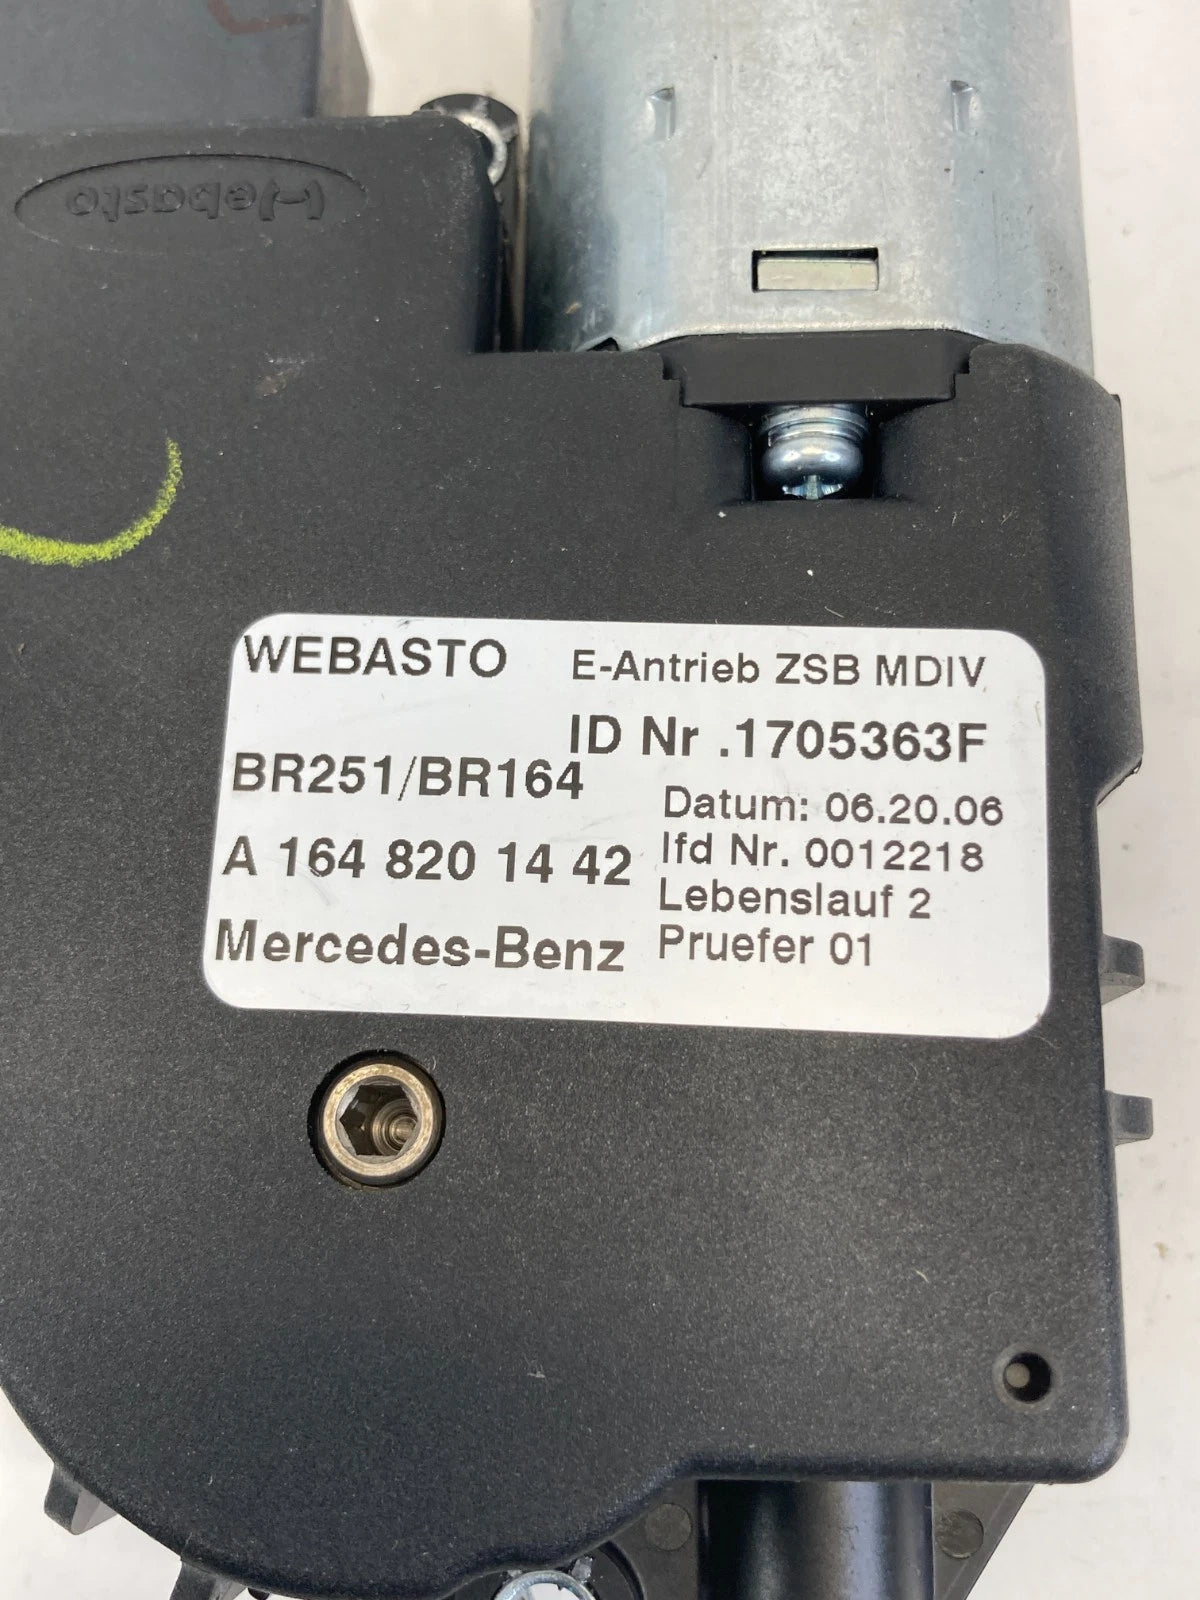 Webasto
WEBASTO E-Antrieb ZSB MDIV
ID Nr .1705363F
BR251/BR164
Datum: 06.20.06
A 164 820 14 42
lfd Nr. 0012218
Lebenslauf 2
Mercedes-Benz
Pruefer 01